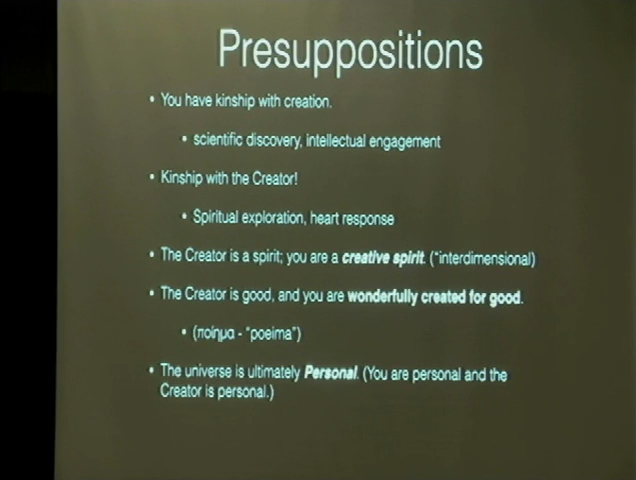 Presuppositions
• You have kinship with creation.
• scientific discovery, intellectual engagement
• Kinship with the Creator!
• Spiritual exploration, heart response
• The Creator is a spirit; you are a creative spirit. (*interdimensional)
• The Creator is good, and you are wonderfully created for good.
• (ποίημα - “poeima”)
• The universe is ultimately Personal. (You are personal and the
Creator is personal.)